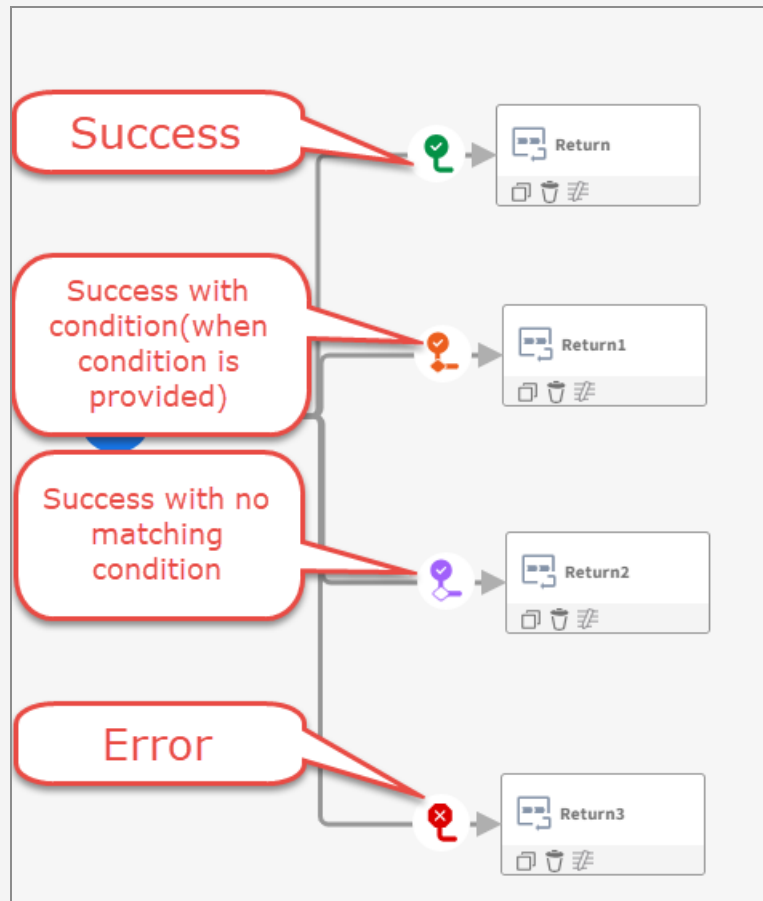 Success
Return
Success with
condition(when
condition is
provided)
Return1
Success with no
matching
condition
Return2
Error
Return3